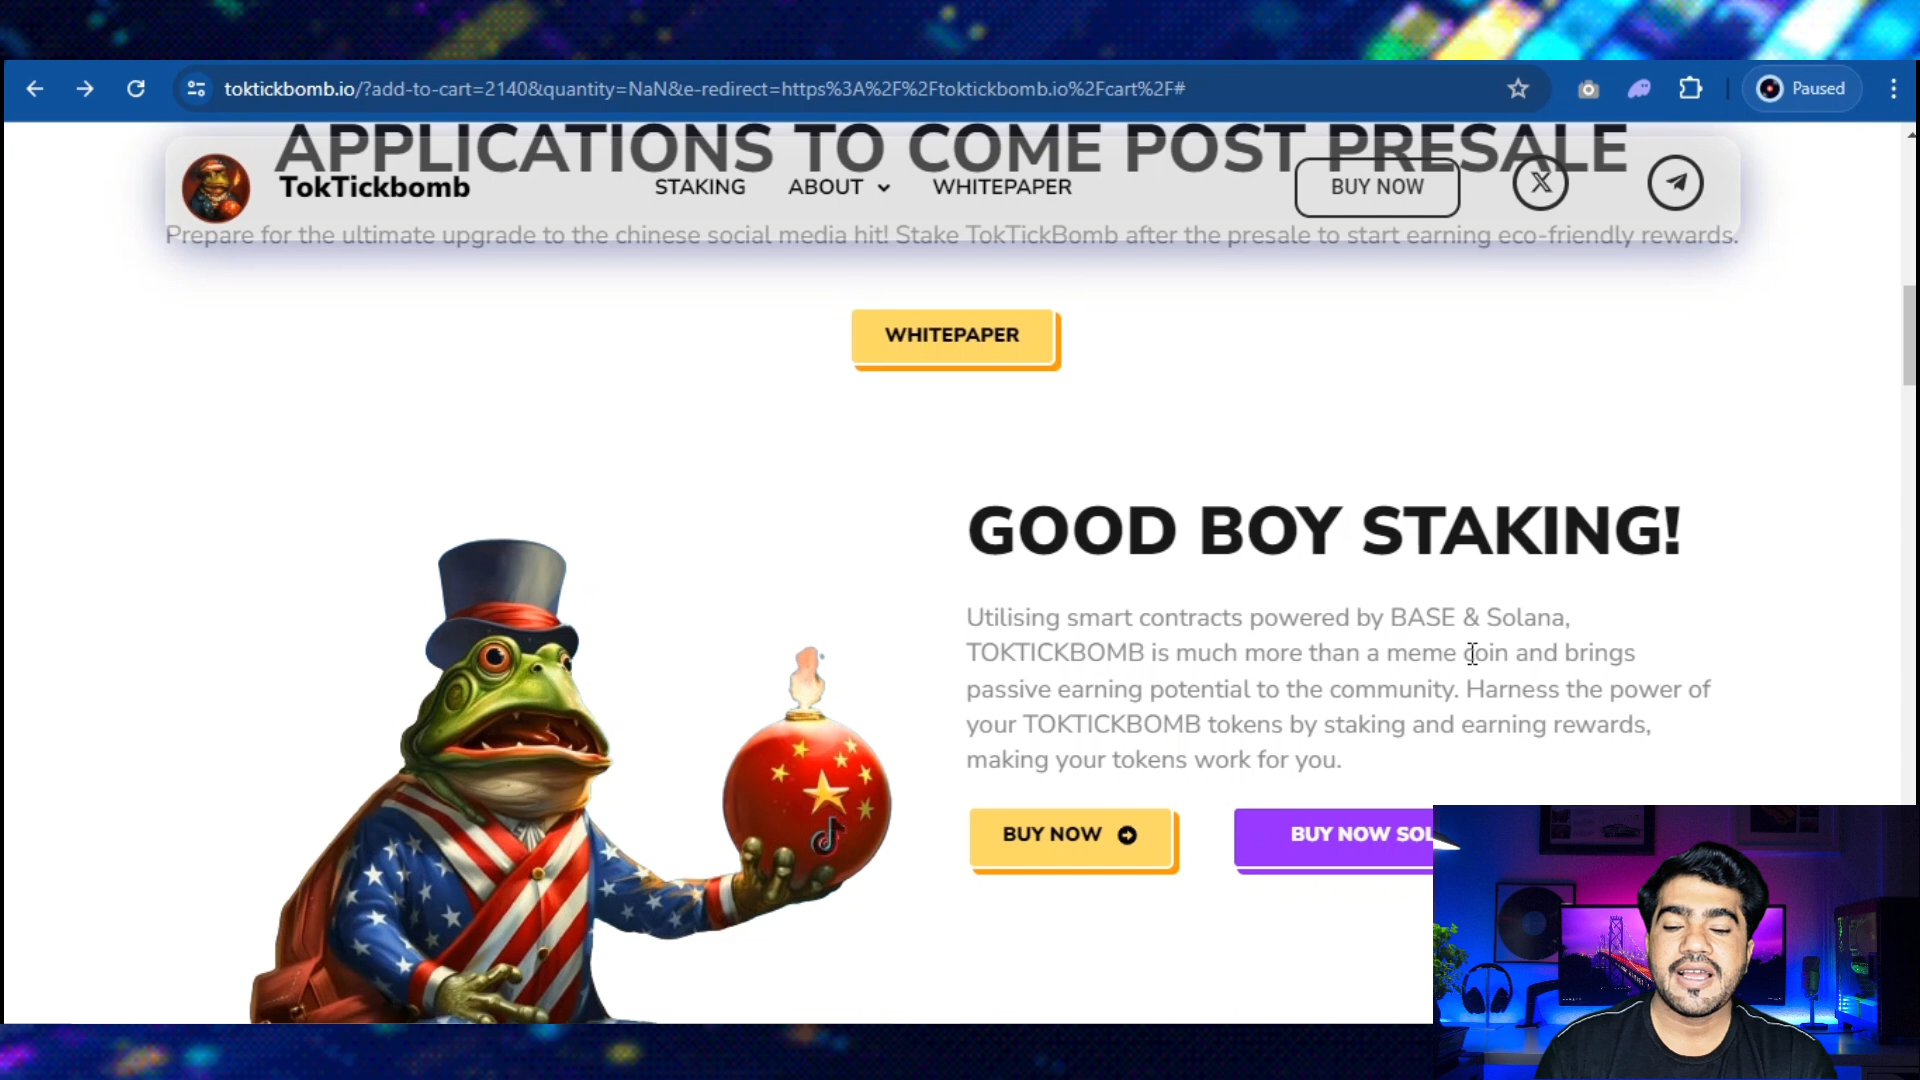 toktickbomb.io/?add-to-cart=2140&quantity=NaN&e-redirect=https%3A%2F%2Ftoktickbomb.io%2Fcart%2F#
Paused
APPLICATIONS TO COME POST PRESALE
TokTickbomb
STAKING
ABOUT
WHITEPAPER
BUY NOW
Prepare for the ultimate upgrade to the chinese social media hit! Stake TokTickBomb after the presale to start earning eco-friendly rewards.
WHITEPAPER
GOOD BOY STAKING!
Utilising smart contracts powered by BASE & Solana,
TOKTICKBOMB is much more than a meme coin and brings
passive earning potential to the community. Harness the power of
your TOKTICKBOMB tokens by staking and earning rewards,
making your tokens work for you.
BUY NOW
BUY NOW SOL